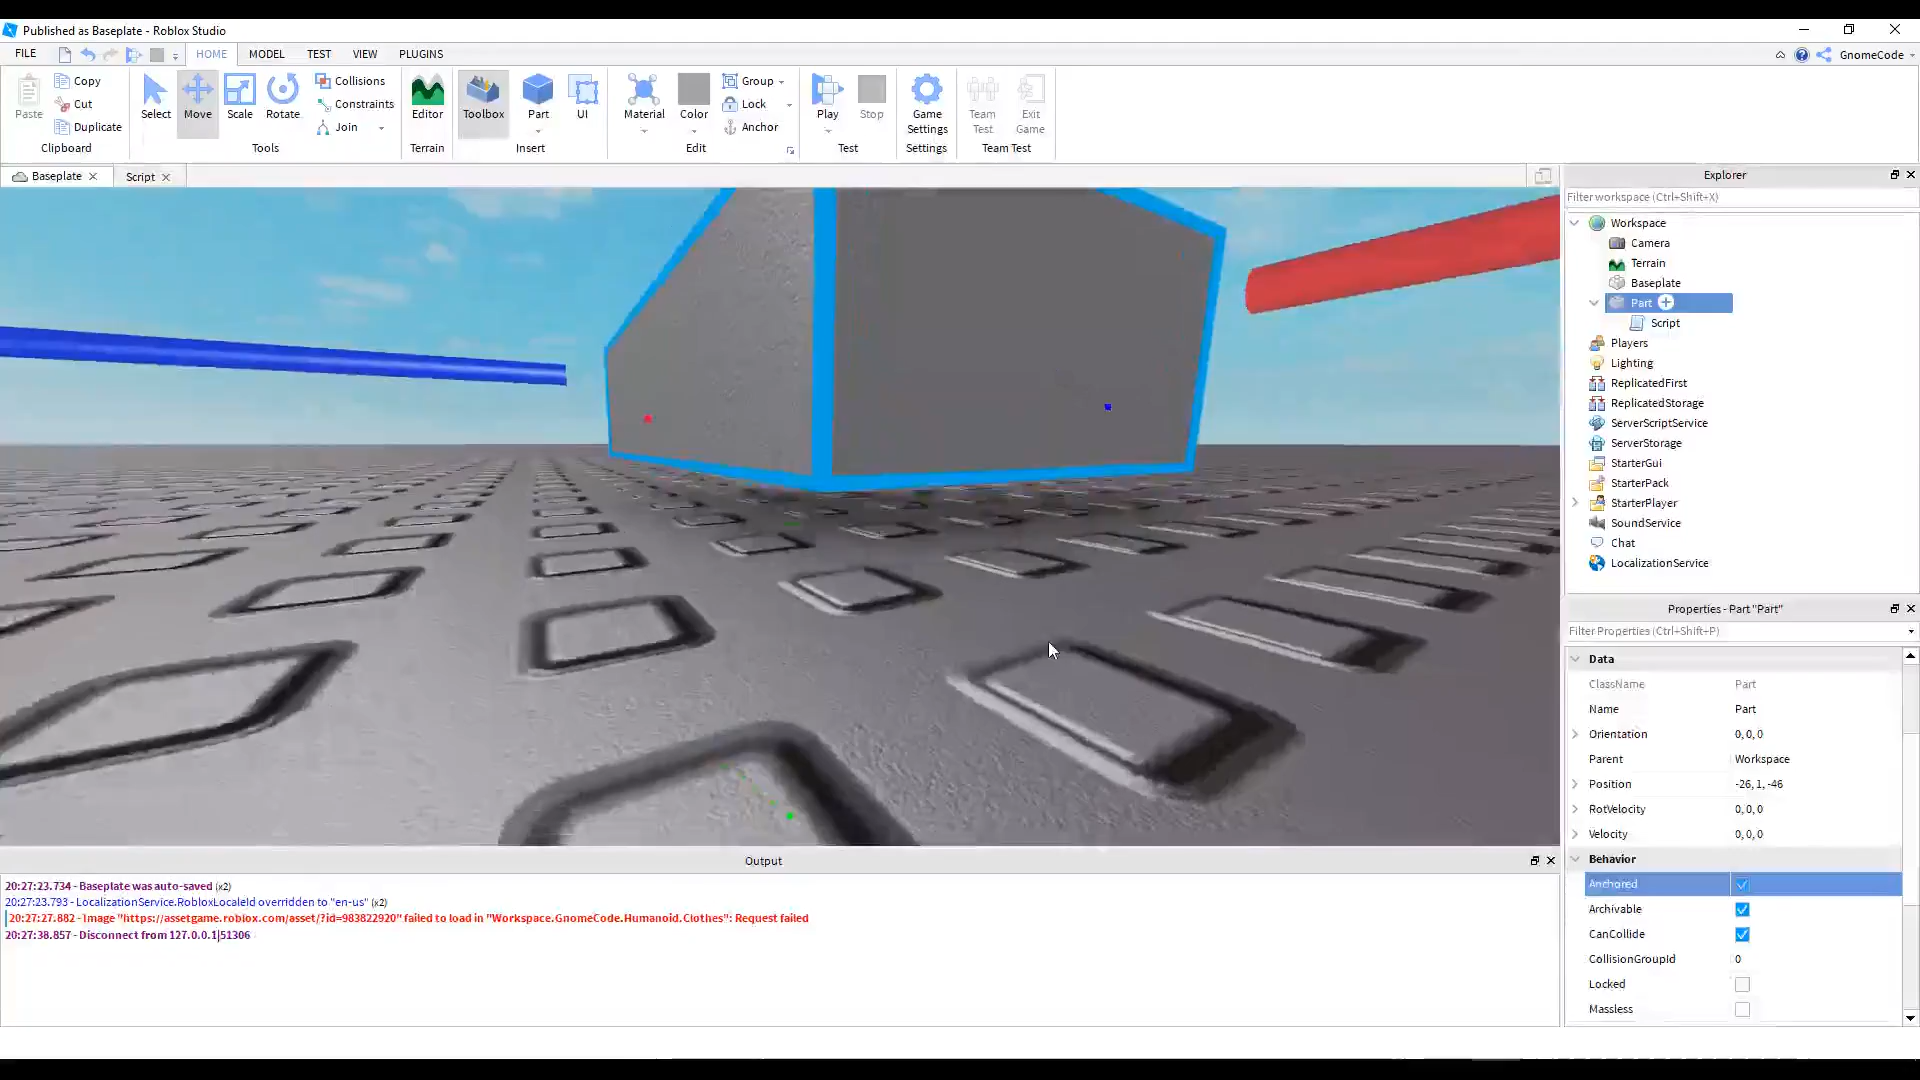 Published as Baseplate - Roblox Studio
FILE HOME MODEL TEST VIEW PLUGINS GnomeCode
Paste Copy Cut Duplicate Clipboard
Select Move Scale Rotate Collisions Constraints Join Tools
Editor Terrain
Toolbox Part UI Insert
Material Color Group Lock Anchor Edit
Play Stop Test
Game Settings Settings
Team Test Exit Game Team Test
Baseplate Script
Explorer
Filter workspace (Ctrl+Shift+X)
Workspace
Camera
Terrain
Baseplate
Part
Script
Players
Lighting
ReplicatedFirst
ReplicatedStorage
ServerScriptService
ServerStorage
StarterGui
StarterPack
StarterPlayer
SoundService
Chat
LocalizationService
Properties - Part "Part"
Filter Properties (Ctrl+Shift+P)
Data
ClassName Part
Name Part
Orientation 0, 0, 0
Parent Workspace
Position -26, 1, -46
RotVelocity 0, 0, 0
Velocity 0, 0, 0
Behavior
Anchored
Archivable
CanCollide
CollisionGroupId 0
Locked
Massless
Output
20:27:23.734 - Baseplate was auto-saved (x2)
20:27:23.793 - LocalizationService.RobloxLocaleId overridden to "en-us" (x2)
20:27:27.882 - Image "https://assetgame.roblox.com/asset/?id=983822920" failed to load in "Workspace.GnomeCode.Humanoid.Clothes": Request failed
20:27:38.857 - Disconnect from 127.0.0.1|51306